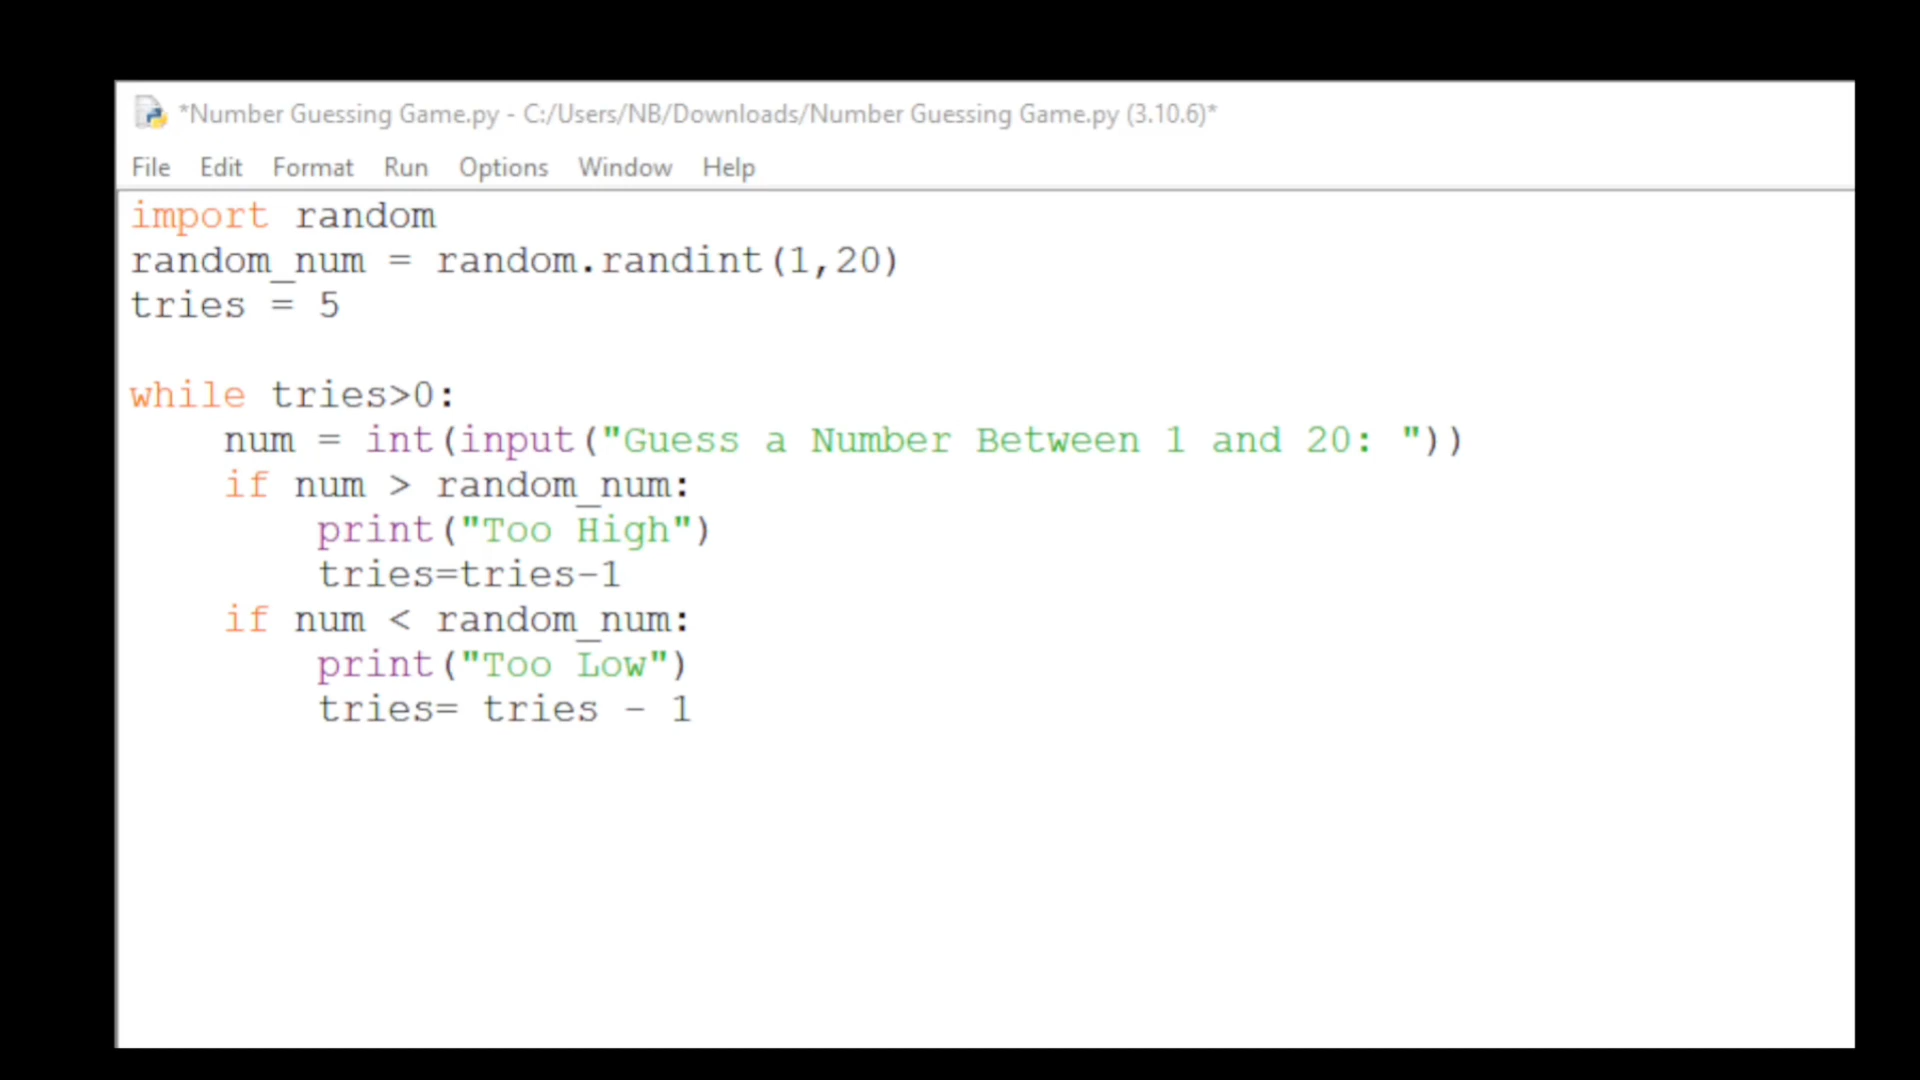 *Number Guessing Game.py - C:/Users/NB/Downloads/Number Guessing Game.py (3.10.6)*
File Edit Format Run Options Window Help
import random
random_num = random.randint(1,20)
tries = 5
while tries>0:
    num = int(input("Guess a Number Between 1 and 20: "))
    if num > random_num:
        print("Too High")
        tries=tries-1
    if num < random_num:
        print("Too Low")
        tries= tries - 1